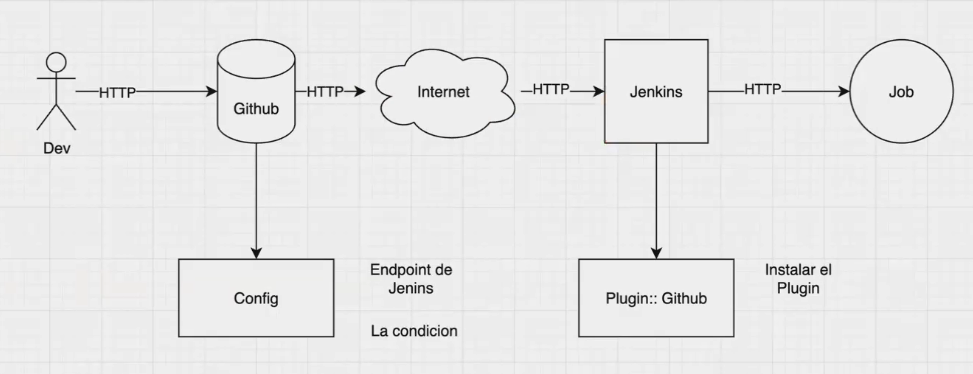 HTTP
Github
HTTP
Internet
HTTP
Jenkins
HTTP
Job
Dev
Config
Endpoint de
Jenins
La condicion
Plugin:: Github
Instalar el
Plugin